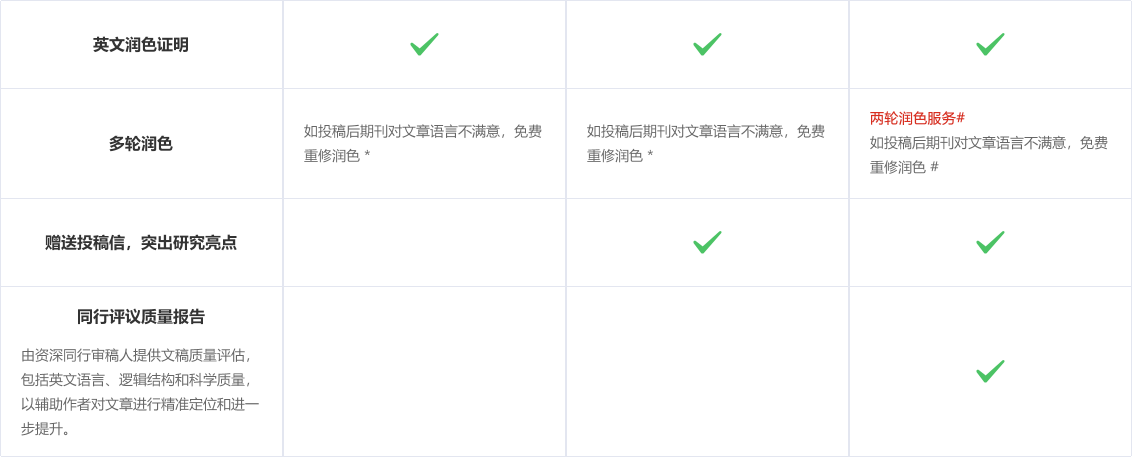 英文润色证明
多轮润色
如投稿后期刊对文章语言不满意，免费
重修润色 *
如投稿后期刊对文章语言不满意，免费
重修润色 *
两轮润色服务#
如投稿后期刊对文章语言不满意，免费
重修润色 #
赠送投稿信，突出研究亮点
同行评议质量报告
由资深同行审稿人提供文稿质量评估，
包括英文语言、逻辑结构和科学质量，
以辅助作者对文章进行精准定位和进一
步提升。